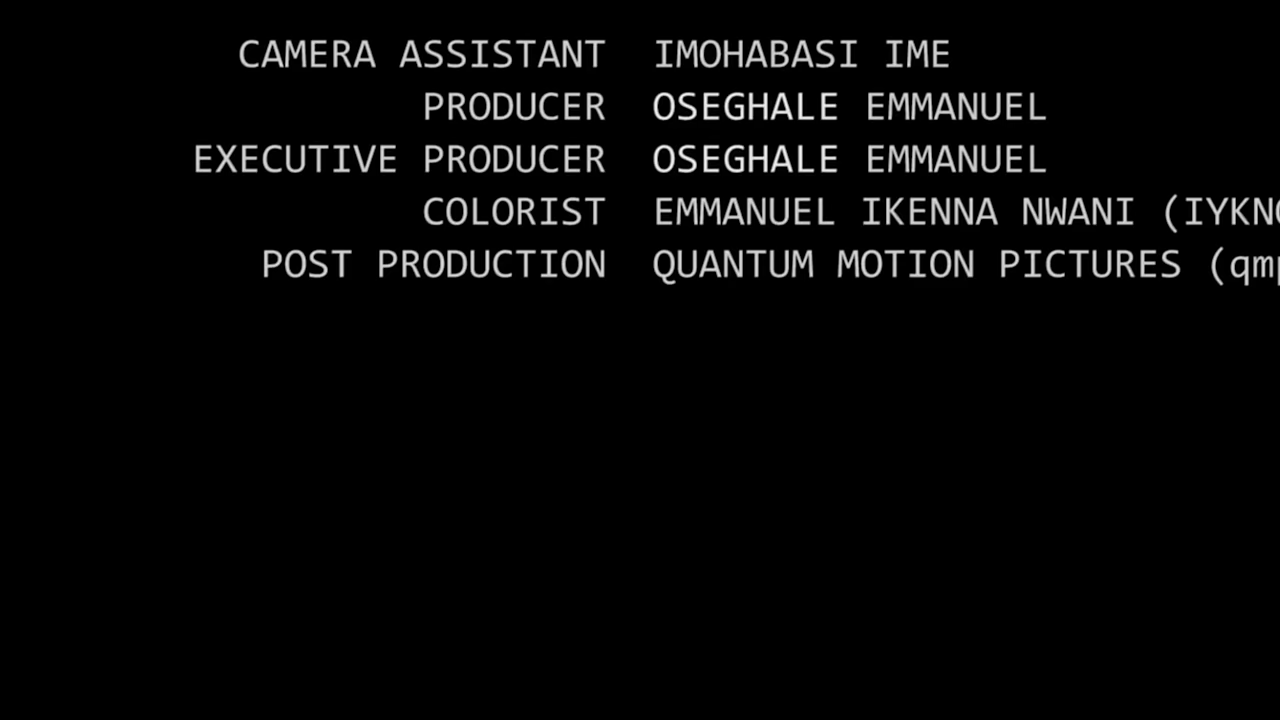 CAMERA ASSISTANT IMOHABASI IME
PRODUCER OSEGHALE EMMANUEL
EXECUTIVE PRODUCER OSEGHALE EMMANUEL
COLORIST EMMANUEL IKENNA NWANI
POST PRODUCTION QUANTUM MOTION PICTURES